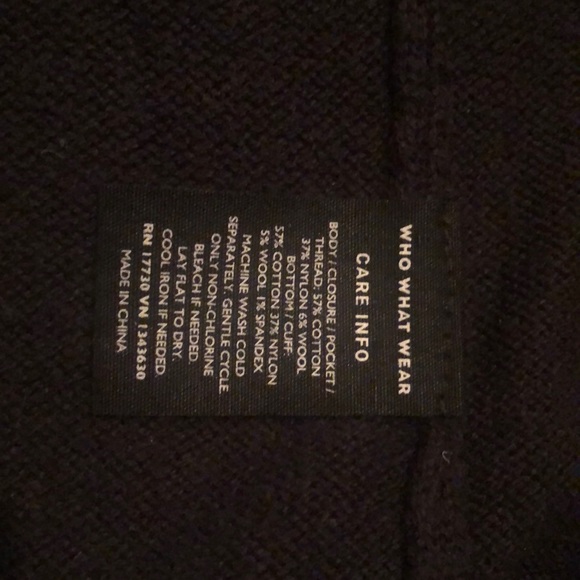 WHO WHAT WEAR
CARE INFO
BODY / CLOSURE / POCKET /
THREAD: 57% COTTON
37% NYLON 6% WOOL
BOTTOM / CUFF:
57% COTTON 37% NYLON
5% WOOL 1% SPANDEX
MACHINE WASH COLD
SEPARATELY. GENTLE CYCLE.
ONLY NON-CHLORINE
BLEACH IF NEEDED.
LAY FLAT TO DRY.
COOL IRON IF NEEDED.
RN 17730 VN 1343630
MADE IN CHINA